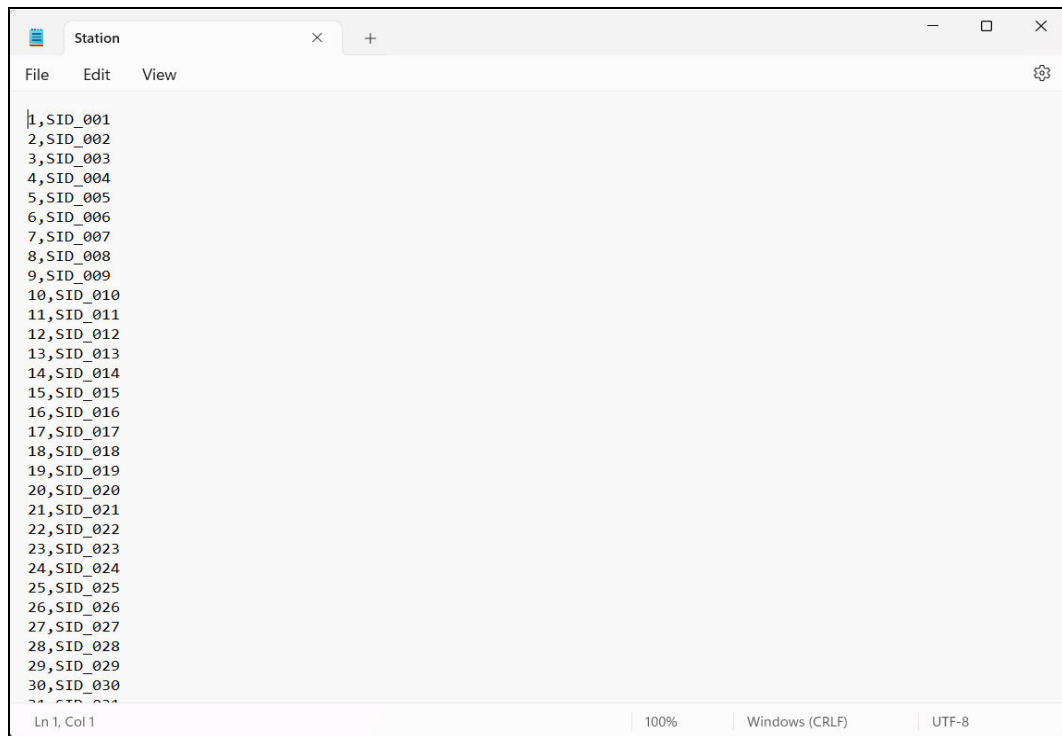 Station
File Edit View
1,SID_001
2,SID_002
3,SID_003
4,SID_004
5,SID_005
6,SID_006
7,SID_007
8,SID_008
9,SID_009
10,SID_010
11,SID_011
12,SID_012
13,SID_013
14,SID_014
15,SID_015
16,SID_016
17,SID_017
18,SID_018
19,SID_019
20,SID_020
21,SID_021
22,SID_022
23,SID_023
24,SID_024
25,SID_025
26,SID_026
27,SID_027
28,SID_028
29,SID_029
30,SID_030
Ln 1, Col 1 100% Windows (CRLF) UTF-8